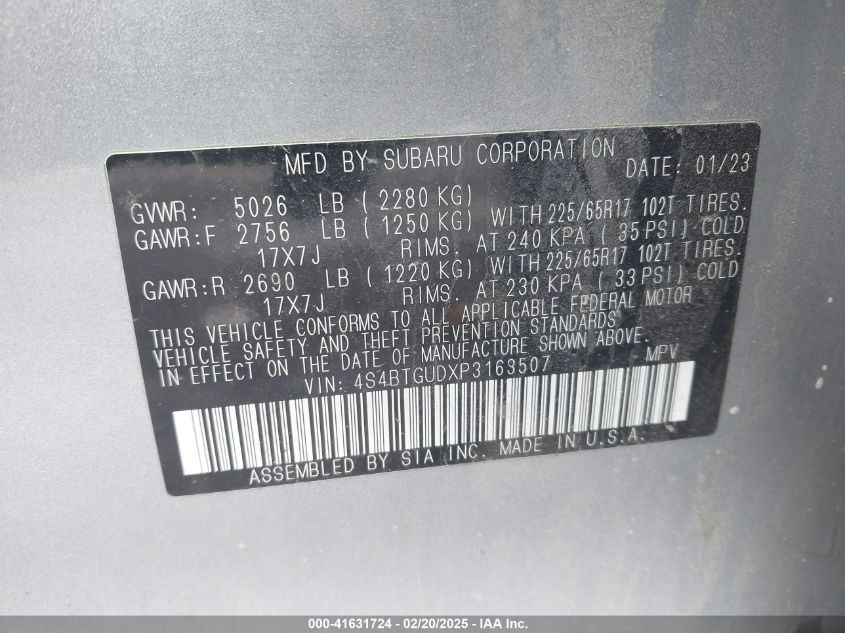 MFD BY SUBARU CORPORATION DATE: 01/23
GVWR: 5026 LB ( 2280 KG)
GAWR:F 2756 LB ( 1250 KG) WITH 225/65R17 102T TIRES.
17X7J RIMS. AT 240 KPA ( 35 PSI) COLD
GAWR:R 2690 LB ( 1220 KG) WITH 225/65R17 102T TIRES.
17X7J RIMS. AT 230 KPA ( 33 PSI) COLD
THIS VEHICLE CONFORMS TO ALL APPLICABLE FEDERAL MOTOR
VEHICLE SAFETY AND THEFT PREVENTION STANDARDS
IN EFFECT ON THE DATE OF MANUFACTURE SHOWN ABOVE.
VIN: 4S4BTGUDXP3163507 MPV
ASSEMBLED BY SIA INC. MADE IN U.S.A.
000-41631724 - 02/20/2025 - IAA Inc.